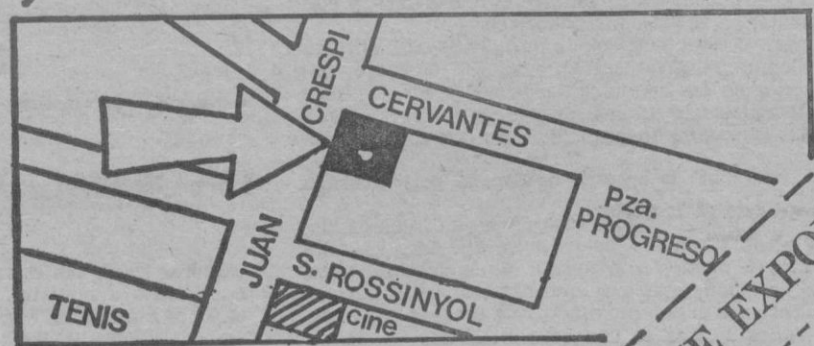 CRESPI
CERVANTES
Pza.
PROGRESO
JUAN
S. ROSSINYOL
TENIS
cine